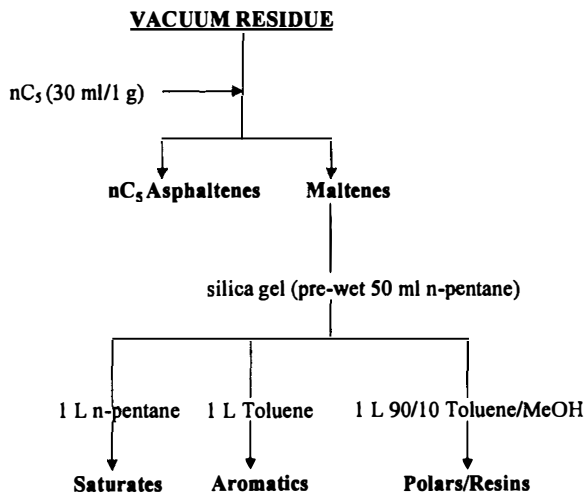 VACUUM RESIDUE
nC₅ (30 ml/1 g)
nC₅ Asphaltenes Maltenes
silica gel (pre-wet 50 ml n-pentane)
1 L n-pentane 1 L Toluene 1 L 90/10 Toluene/MeOH
Saturates Aromatics Polars/Resins